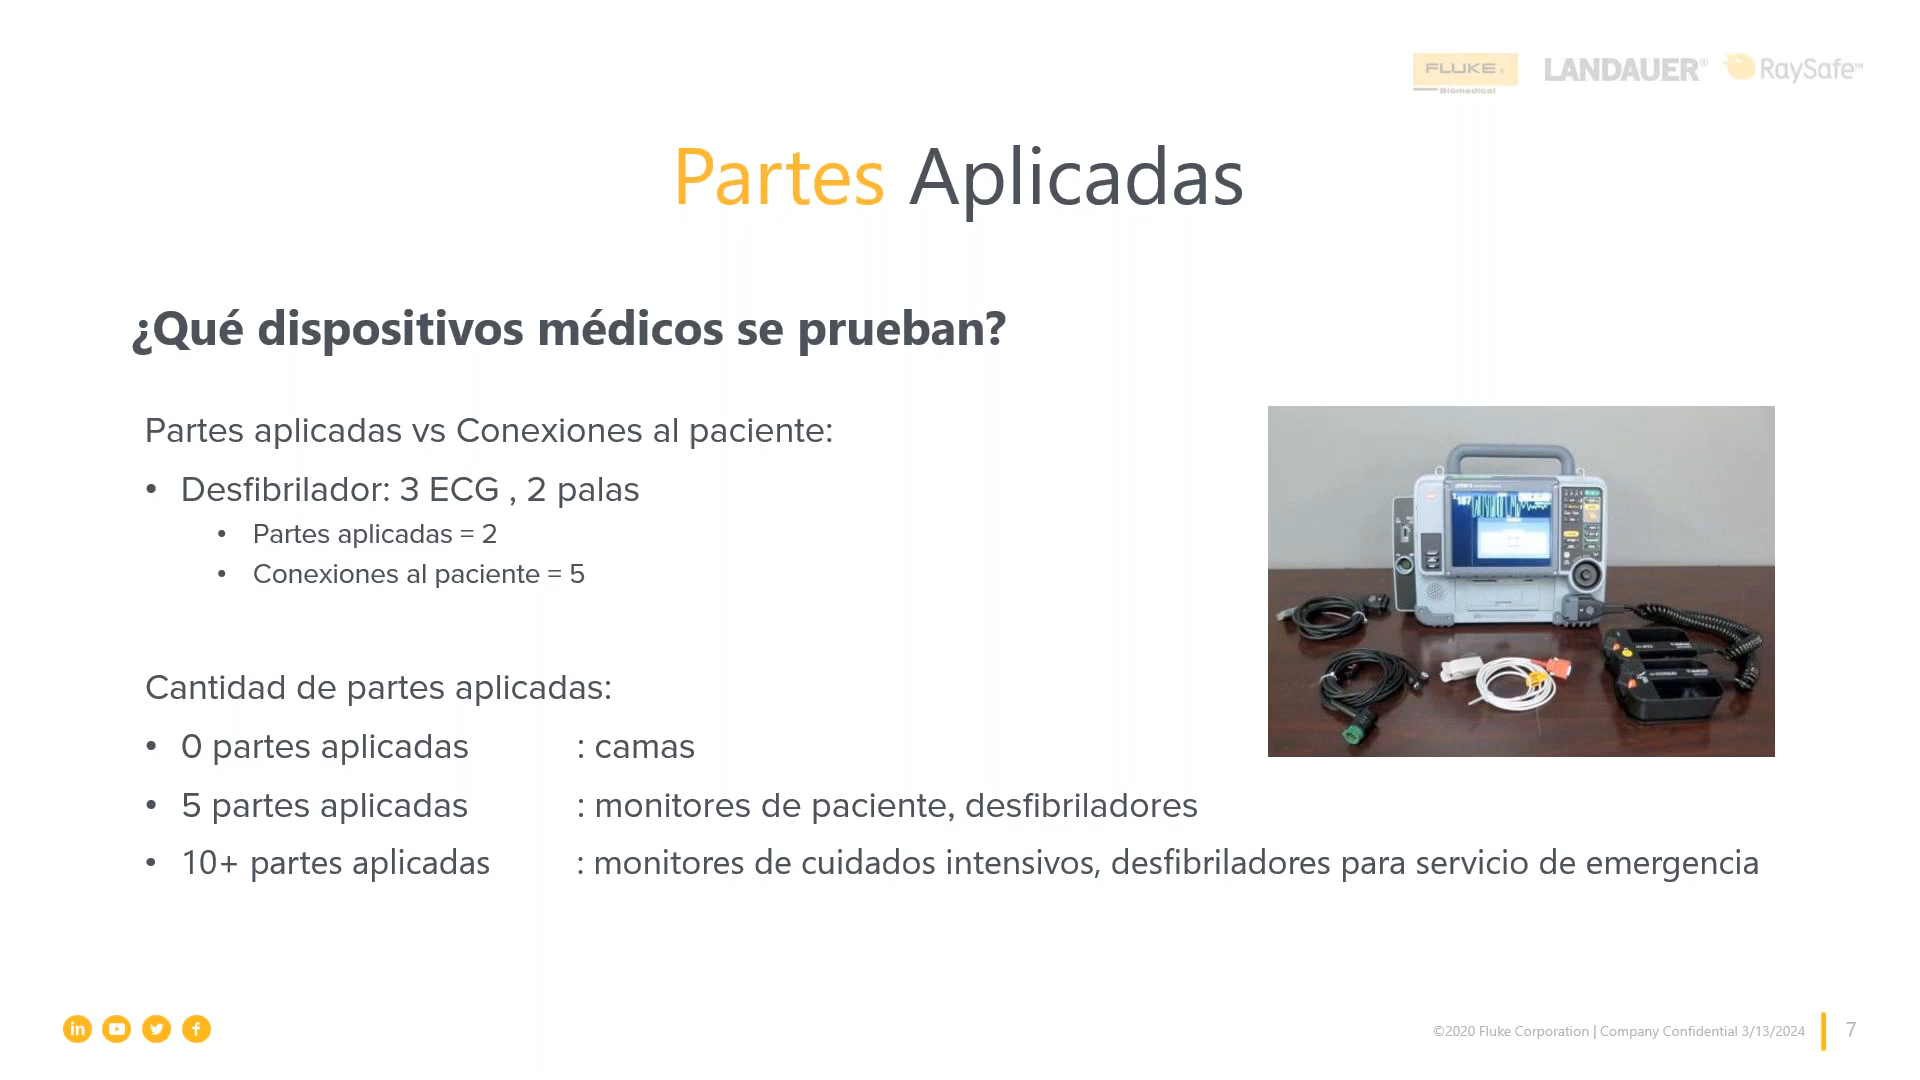 FLUKE
Biomedical
LANDAUER®
RaySafe™
Partes Aplicadas
¿Qué dispositivos médicos se prueban?
Partes aplicadas vs Conexiones al paciente:
• Desfibrilador: 3 ECG , 2 palas
• Partes aplicadas = 2
• Conexiones al paciente = 5
Cantidad de partes aplicadas:
• 0 partes aplicadas : camas
• 5 partes aplicadas : monitores de paciente, desfibriladores
• 10+ partes aplicadas : monitores de cuidados intensivos, desfibriladores para servicio de emergencia
187
©2020 Fluke Corporation | Company Confidential 3/13/2024
7